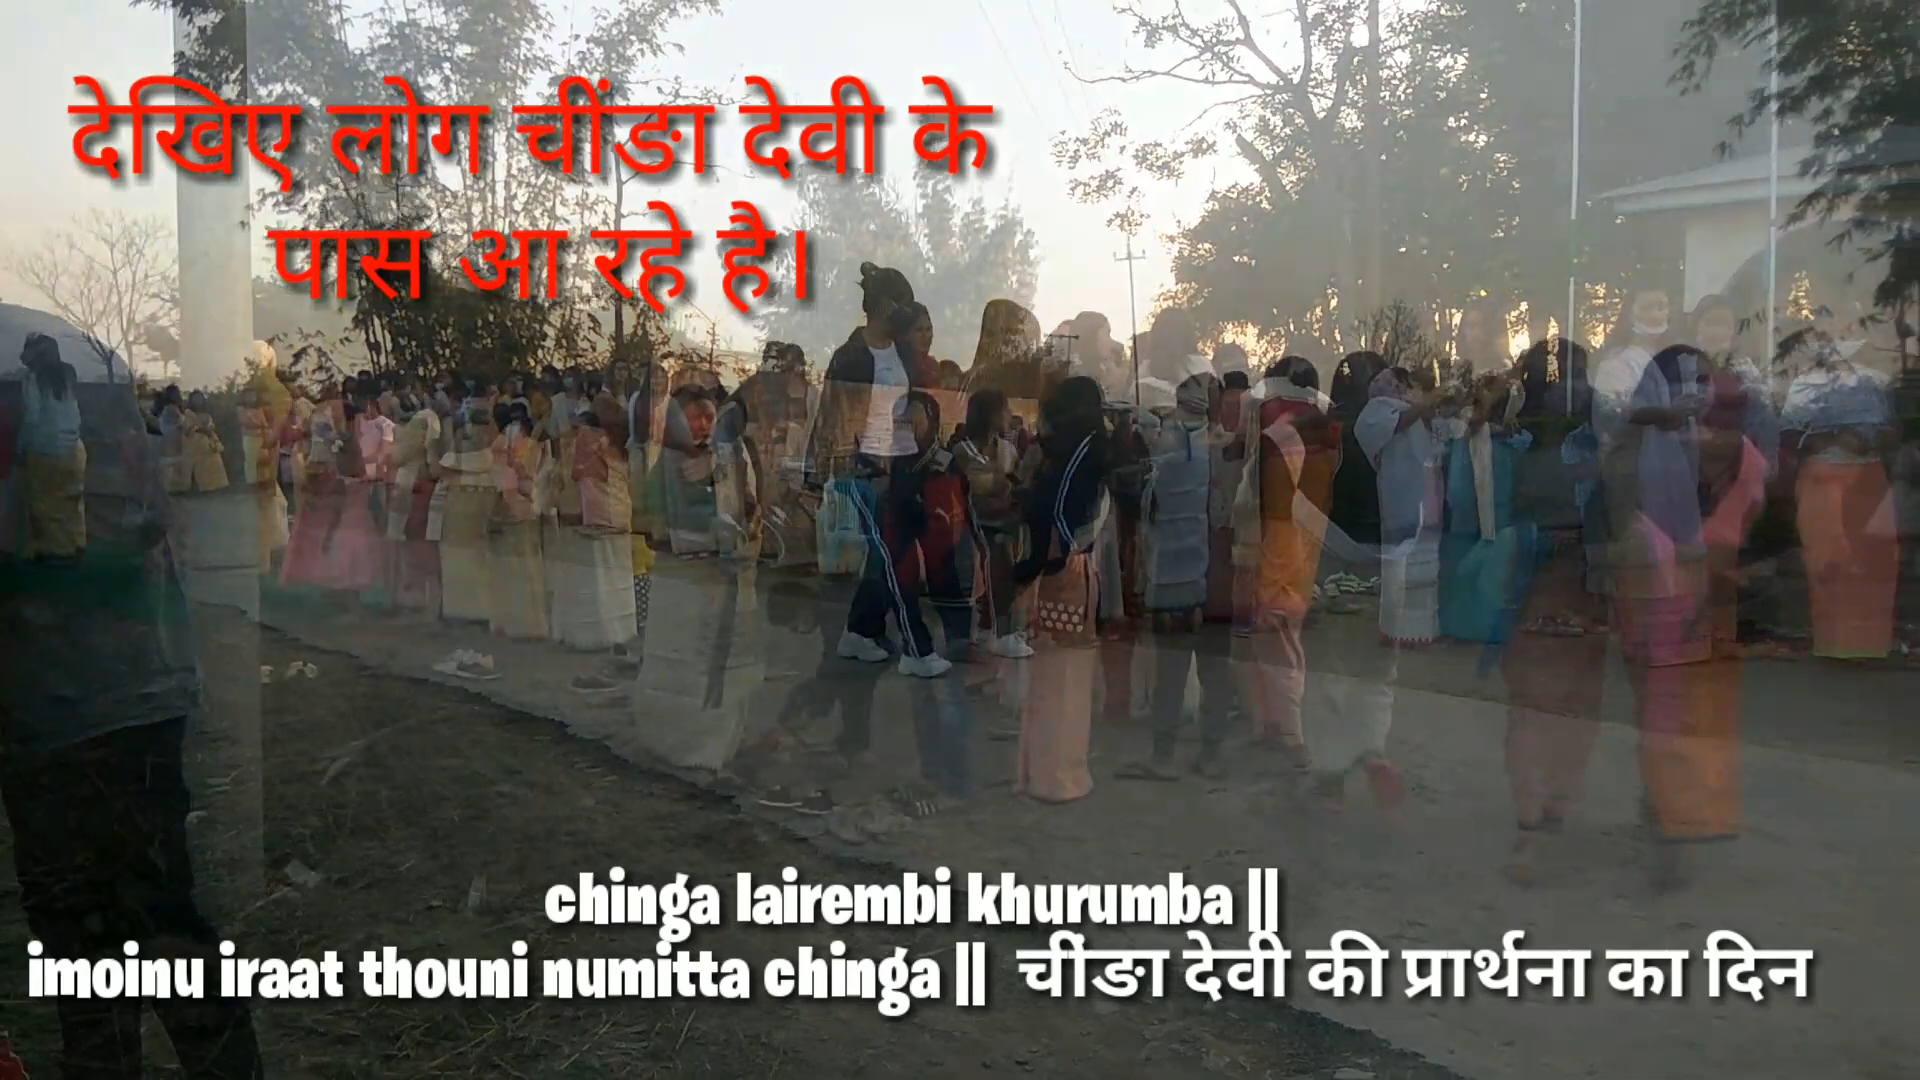 देखिए लोग चींङा देवी के
पास आ रहे है।
chinga lairembi khurumba ||
imoinu iraat thouni numitta chinga || चींङा देवी की प्रार्थना का दिन